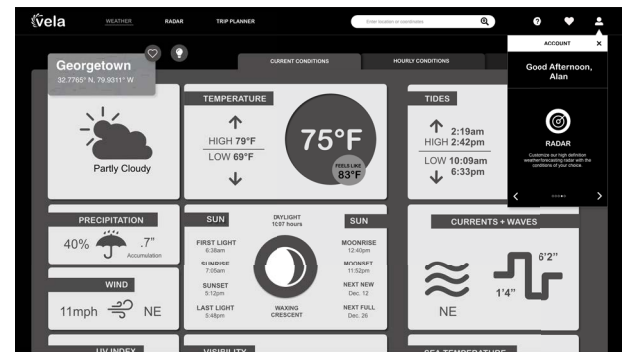 vela
WEATHER
RADAR
TRIP PLANNER
Enter location or coordinates
?
ACCOUNT X
Good Afternoon,
Alan
RADAR
Customize our high definition
weather forecasting radar with the
conditions of your choice.
Georgetown
32.7765° N, 79.9311° W
CURRENT CONDITIONS
HOURLY CONDITIONS
Partly Cloudy
TEMPERATURE
HIGH 79°F
LOW 69°F
75°F
FEELS LIKE
83°F
TIDES
2:19am
HIGH 2:42pm
LOW 10:09am
6:33pm
PRECIPITATION
40%
.7"
Accumulation
WIND
11mph
NE
SUN
FIRST LIGHT
6:38am
SUNRISE
7:05am
SUNSET
5:12pm
LAST LIGHT
5:48pm
DAYLIGHT
10:07 hours
WAXING
CRESCENT
SUN
MOONRISE
12:40pm
MOONSET
11:52pm
NEXT NEW
Dec. 12
NEXT FULL
Dec. 26
CURRENTS + WAVES
NE
6'2"
1'4"
UV INDEX
VISIBILITY
SEA TEMPERATURE